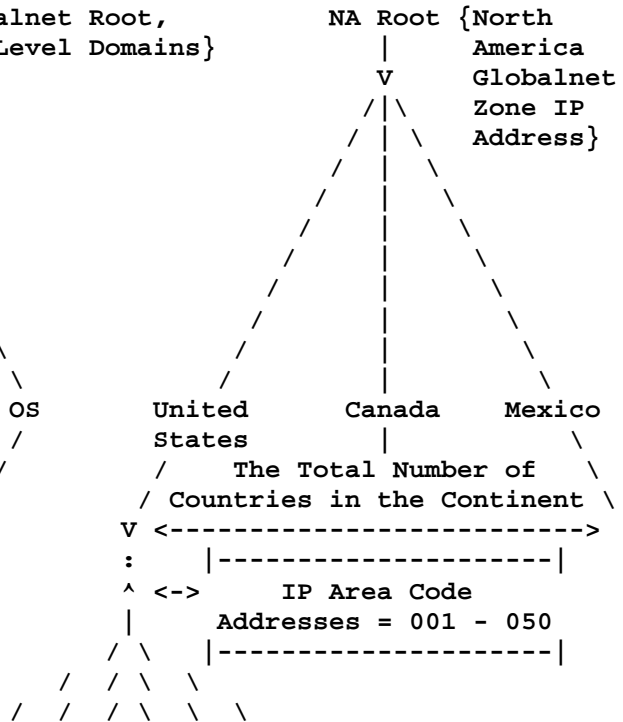 alnet Root, NA Root {North
Level Domains} | America
V Globalnet
/|\ Zone IP
/ | \ Address}
/ | \
/ | \
/ | \
/ | \
/ | \
/ | \
/ | \
\ / | \
\ / | \
OS United Canada Mexico
/ States | \
/ / The Total Number of \
/ Countries in the Continent \
V <-------------------------->
: |---------------------|
^ <-> IP Area Code
| Addresses = 001 - 050
/ \ |---------------------|
/ / \ \
/ / / \ \ \